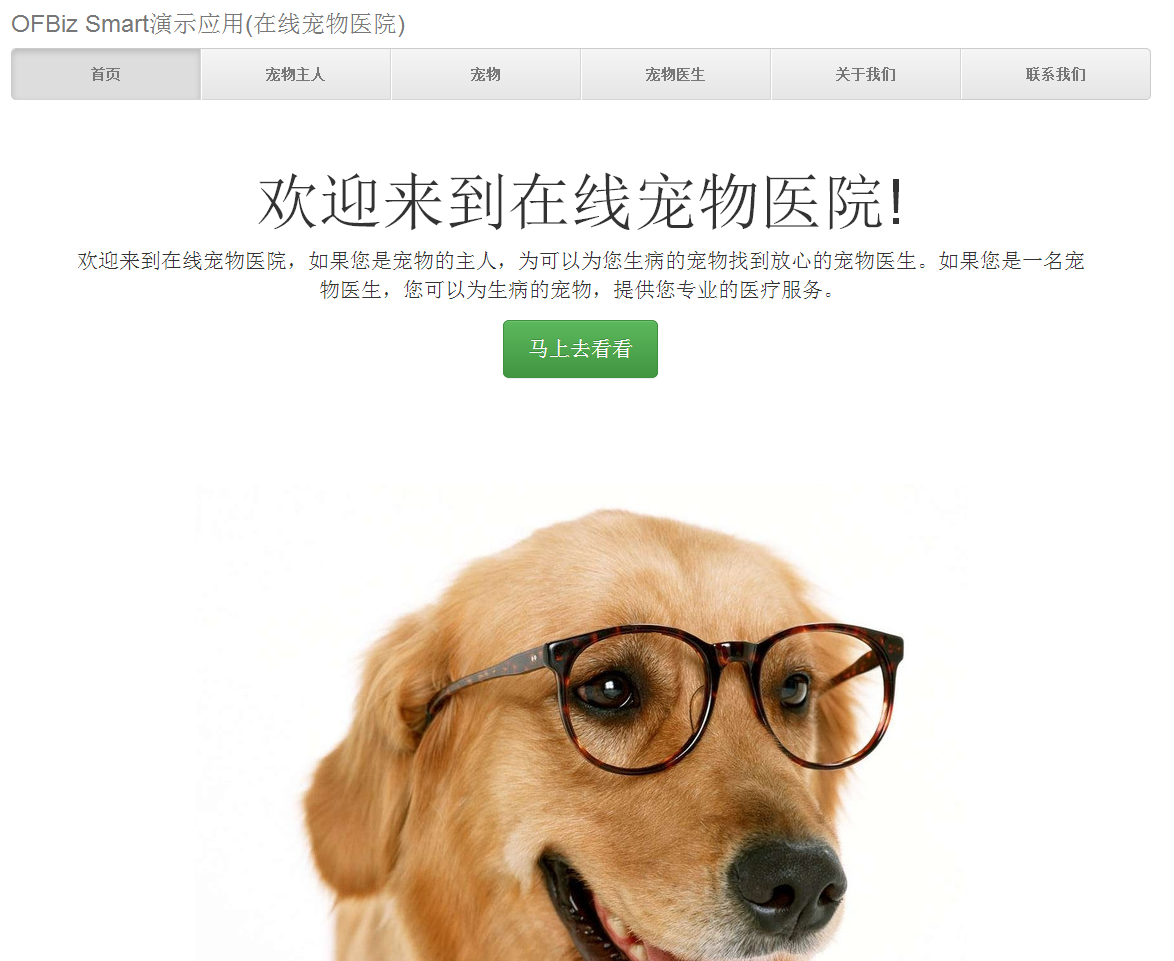 OFBiz Smart演示应用(在线宠物医院)
首页 宠物主人 宠物 宠物医生 关于我们 联系我们
欢迎来到在线宠物医院!
欢迎来到在线宠物医院，如果您是宠物的主人，为可以为您生病的宠物找到放心的宠物医生。如果您是一名宠
物医生，您可以为生病的宠物，提供您专业的医疗服务。
马上去看看